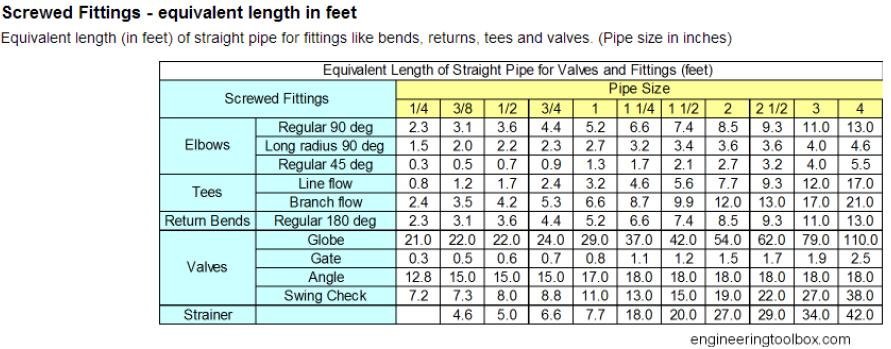 Screwed Fittings - equivalent length in feet
Equivalent length (in feet) of straight pipe for fittings like bends, returns, tees and valves. (Pipe size in inches)
Equivalent Length of Straight Pipe for Valves and Fittings (feet)
Screwed Fittings Pipe Size
1/4 3/8 1/2 3/4 1 1 1/4 1 1/2 2 2 1/2 3 4
Elbows Regular 90 deg 2.3 3.1 3.6 4.4 5.2 6.6 7.4 8.5 9.3 11.0 13.0
Long radius 90 deg 1.5 2.0 2.2 2.3 2.7 3.2 3.4 3.6 3.6 4.0 4.6
Regular 45 deg 0.3 0.5 0.7 0.9 1.3 1.7 2.1 2.7 3.2 4.0 5.5
Tees Line flow 0.8 1.2 1.7 2.4 3.2 4.6 5.6 7.7 9.3 12.0 17.0
Branch flow 2.4 3.5 4.2 5.3 6.6 8.7 9.9 12.0 13.0 17.0 21.0
Return Bends Regular 180 deg 2.3 3.1 3.6 4.4 5.2 6.6 7.4 8.5 9.3 11.0 13.0
Valves Globe 21.0 22.0 22.0 24.0 29.0 37.0 42.0 54.0 62.0 79.0 110.0
Gate 0.3 0.5 0.6 0.7 0.8 1.1 1.2 1.5 1.7 1.9 2.5
Angle 12.8 15.0 15.0 15.0 17.0 18.0 18.0 18.0 18.0 18.0 18.0
Swing Check 7.2 7.3 8.0 8.8 11.0 13.0 15.0 19.0 22.0 27.0 38.0
Strainer 4.6 5.0 6.6 7.7 18.0 20.0 27.0 29.0 34.0 42.0
engineeringtoolbox.com